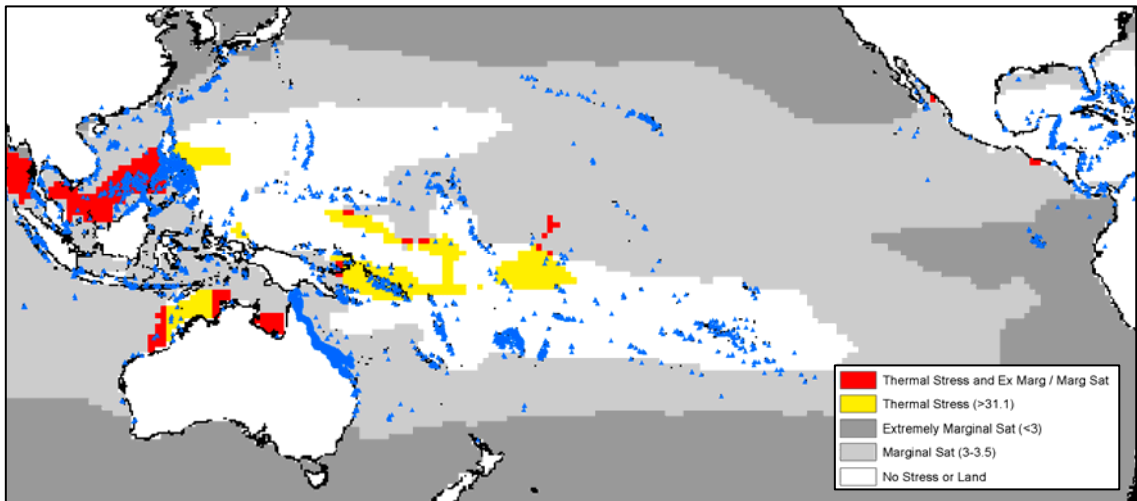 Thermal Stress and Ex Marg / Marg Sat
Thermal Stress (>31.1)
Extremely Marginal Sat (<3)
Marginal Sat (3-3.5)
No Stress or Land